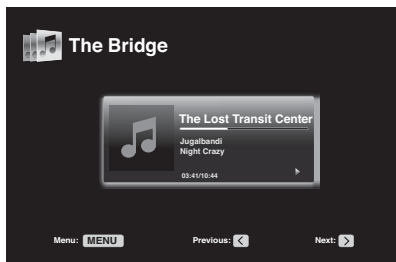 The Bridge
The Lost Transit Center
Jugalbandi
Night Crazy
03:41/10:44
Menu: MENU Previous: < Next: >